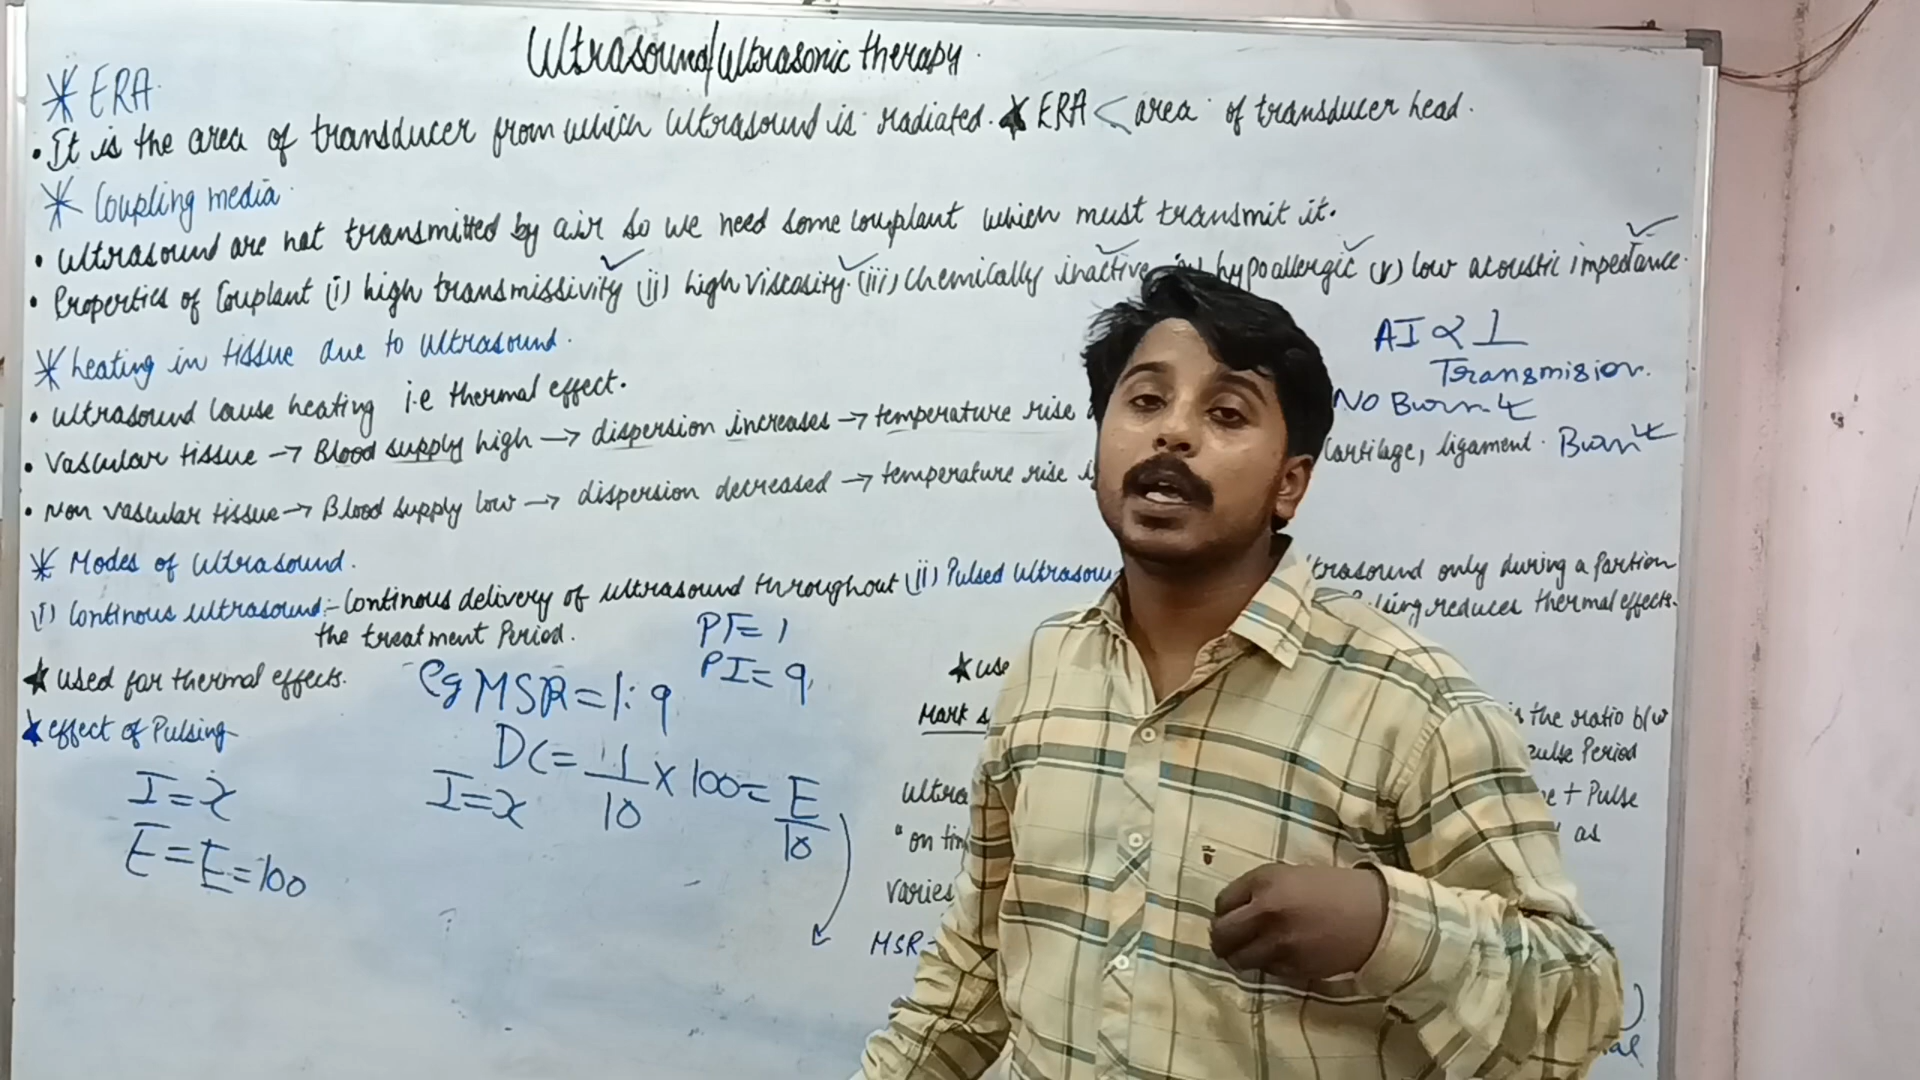 Ultrasound/ultrasonic therapy.
* ERA
• It is the area of transducer from which ultrasound is radiated. ★ ERA < area of transducer head.
* Coupling media
• Ultrasound are not transmitted by air so we need some couplant which must transmit it.
• Properties of Couplant (i) high transmissivity (ii) high viscosity. (iii) chemically inactive hypoallergic (v) low acoustic impedance.
AI ∝ 1
Transmision.
* heating in tissue due to ultrasound.
• ultrasound cause heating i.e thermal effect.
NO Burn
• Vascular tissue → Blood supply high → dispersion increases → temperature rise
Cartilage, ligament. Burn
• Non vascular tissue → Blood supply low → dispersion decreased → temperature rise
* Modes of ultrasound.
(i) Continous ultrasound:- Continous delivery of ultrasound throughout (ii) Pulsed ultrasou trasound only during a portion
the treatment Period. reduces thermal effects.
PT= 1
PI= 9
★ used for thermal effects.
eg MSR=1:9
★ use
★ effect of Pulsing
Mark s is the ratio b/w
DC= 1/10 × 100= E/10
Pulse Period
I=x
I=x
ultra + Pulse
E=E=100
"on tim as
varies
MSR-